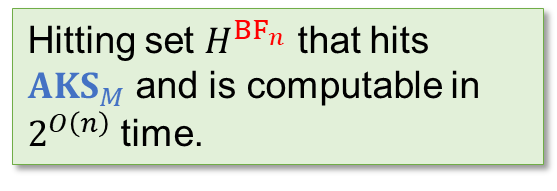 Hitting set H^{BF_n} that hits
AKS_M and is computable in
2^{O(n)} time.